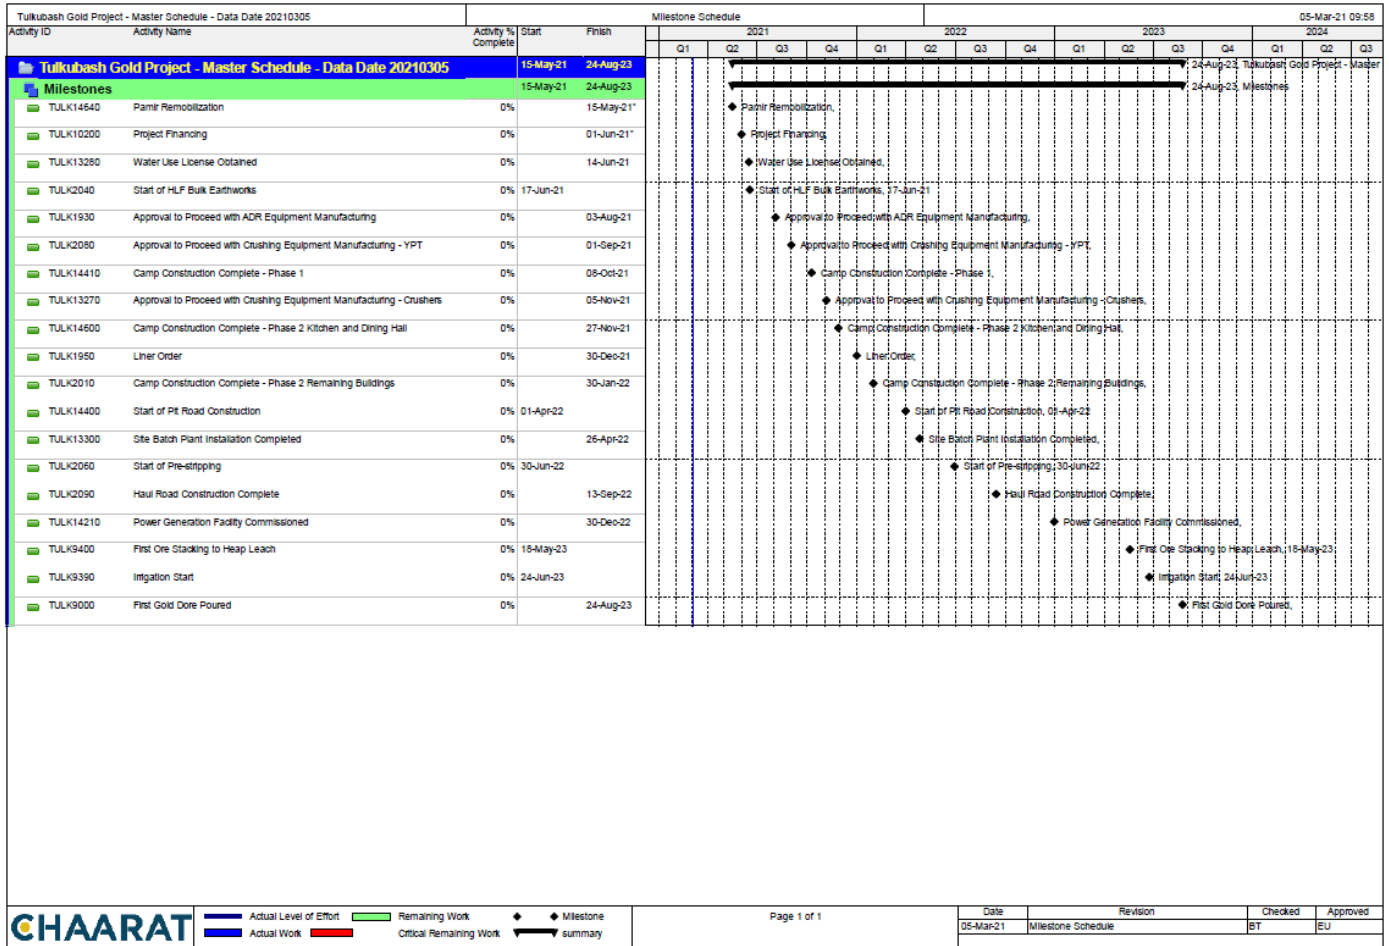 Tulkubash Gold Project - Master Schedule - Data Date 20210305 Milestone Schedule 05-Mar-21 09:58
Activity ID Activity Name Activity % Complete Start Finish 2021 2022 2023 2024
Q1 Q2 Q3 Q4 Q1 Q2 Q3 Q4 Q1 Q2 Q3 Q4 Q1 Q2 Q3
Tulkubash Gold Project - Master Schedule - Data Date 20210305 15-May-21 24-Aug-23 24-Aug-23, Tulkubash Gold Project - Master
Milestones 15-May-21 24-Aug-23 24-Aug-23, Milestones
TULK14640 Pamir Remobilization 0% 15-May-21* Pamir Remobilization,
TULK10200 Project Financing 0% 01-Jun-21* Project Financing,
TULK13280 Water Use License Obtained 0% 14-Jun-21 Water Use License Obtained,
TULK2040 Start of HLF Bulk Earthworks 0% 17-Jun-21 Start of HLF Bulk Earthworks, 17-Jun-21
TULK1930 Approval to Proceed with ADR Equipment Manufacturing 0% 03-Aug-21 Approval to Proceed with ADR Equipment Manufacturing,
TULK2080 Approval to Proceed with Crushing Equipment Manufacturing - YPT 0% 01-Sep-21 Approval to Proceed with Crushing Equipment Manufacturing - YPT,
TULK14410 Camp Construction Complete - Phase 1 0% 08-Oct-21 Camp Construction Complete - Phase 1,
TULK13270 Approval to Proceed with Crushing Equipment Manufacturing - Crushers 0% 05-Nov-21 Approval to Proceed with Crushing Equipment Manufacturing - Crushers,
TULK14600 Camp Construction Complete - Phase 2 Kitchen and Dining Hall 0% 27-Nov-21 Camp Construction Complete - Phase 2 Kitchen and Dining Hall,
TULK1950 Liner Order 0% 30-Dec-21 Liner Order,
TULK2010 Camp Construction Complete - Phase 2 Remaining Buildings 0% 30-Jan-22 Camp Construction Complete - Phase 2 Remaining Buildings,
TULK14400 Start of Pit Road Construction 0% 01-Apr-22 Start of Pit Road Construction, 01-Apr-22
TULK13300 Site Batch Plant Installation Completed 0% 26-Apr-22 Site Batch Plant Installation Completed,
TULK2060 Start of Pre-stripping 0% 30-Jun-22 Start of Pre-stripping, 30-Jun-22
TULK2090 Haul Road Construction Complete 0% 13-Sep-22 Haul Road Construction Complete,
TULK14210 Power Generation Facility Commissioned 0% 30-Dec-22 Power Generation Facility Commissioned,
TULK9400 First Ore Stacking to Heap Leach 0% 18-May-23 First Ore Stacking to Heap Leach, 18-May-23
TULK9390 Irrigation Start 0% 24-Jun-23 Irrigation Start, 24-Jun-23
TULK9000 First Gold Dore Poured 0% 24-Aug-23 First Gold Dore Poured,
CHAARAT
Actual Level of Effort Remaining Work Milestone
Actual Work Critical Remaining Work summary
Page 1 of 1
Date Revision Checked Approved
05-Mar-21 Milestone Schedule BT EU